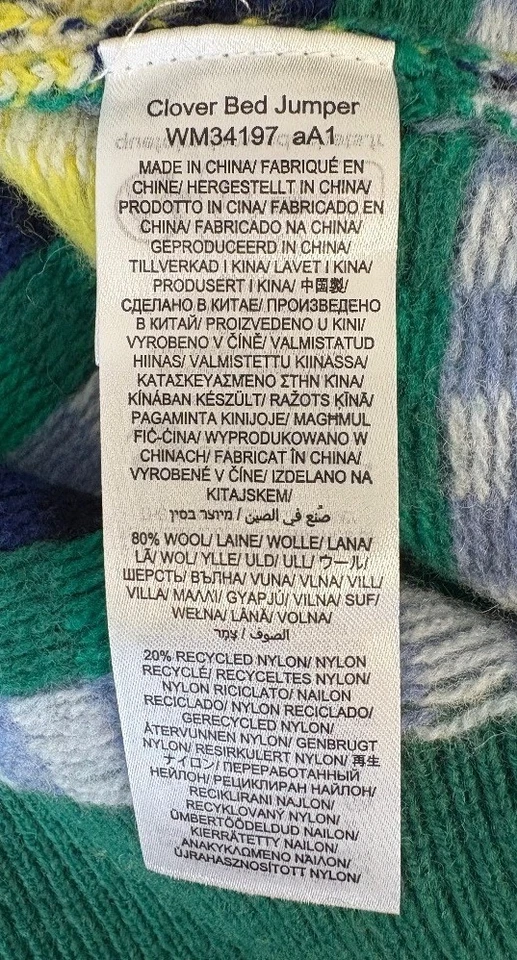 Clover Bed Jumper
WM34197 aA1
MADE IN CHINA/ FABRIQUÉ EN
CHINE/ HERGESTELLT IN CHINA/
PRODOTTO IN CINA/ FABRICADO EN
CHINA/ FABRICADO NA CHINA/
GEPRODUCEERD IN CHINA/
TILLVERKAD I KINA/ LAVET I KINA/
PRODUSERT I KINA/ 中国製/
СДЕЛАНО В КИТАЕ/ ПРОИЗВЕДЕНО
В КИТАЙ/ PROIZVEDENO U KINI/
VYROBENO V ČÍNĚ/ VALMISTATUD
HIINAS/ VALMISTETTU KIINASSA/
ΚΑΤΑΣΚΕΥΑΣΜΕΝΟ ΣΤΗΝ ΚΙΝΑ/
KÍNÁBAN KÉSZÜLT/ RAŽOTS ĶĪNĀ/
PAGAMINTA KINIJOJE/ MAGĦMUL
FIĊ-ĊINA/ WYPRODUKOWANO W
CHINACH/ FABRICAT ÎN CHINA/
VYROBENÉ V ČÍNE/ IZDELANO NA
KITAJSKEM/
صُنع في الصين / מיוצר בסין
80% WOOL/ LAINE/ WOLLE/ LANA/
LÃ/ WOL/ YLLE/ ULD/ ULL/ ウール/
ШЕРСТЬ/ ВЪЛНА/ VUNA/ VLNA/ VILL/
VILLA/ ΜΑΛΛΙ/ GYAPJÚ/ VILNA/ SUF/
WEŁNA/ LÂNĂ/ VOLNA/
الصوف / צמר
20% RECYCLED NYLON/ NYLON
RECYCLÉ/ RECYCELTES NYLON/
NYLON RICICLATO/ NAILON
RECICLADO/ NYLON RECICLADO/
GERECYCLED NYLON/
ÅTERVUNNEN NYLON/ GENBRUGT
NYLON/ RESIRKULERT NYLON/ 再生
ナイロン/ ПЕРЕРАБОТАННЫЙ
НЕЙЛОН/ РЕЦИКЛИРАН НАЙЛОН/
RECIKLIRANI NAJLON/
RECYKLOVANÝ NYLON/
ÜMBERTÖÖDELDUD NAILON/
KIERRÄTETTY NAILON/
ΑΝΑΚΥΚΛΩΜΕΝΟ ΝΑΪΛΟΝ/
ÚJRAHASZNOSÍTOTT NYLON/